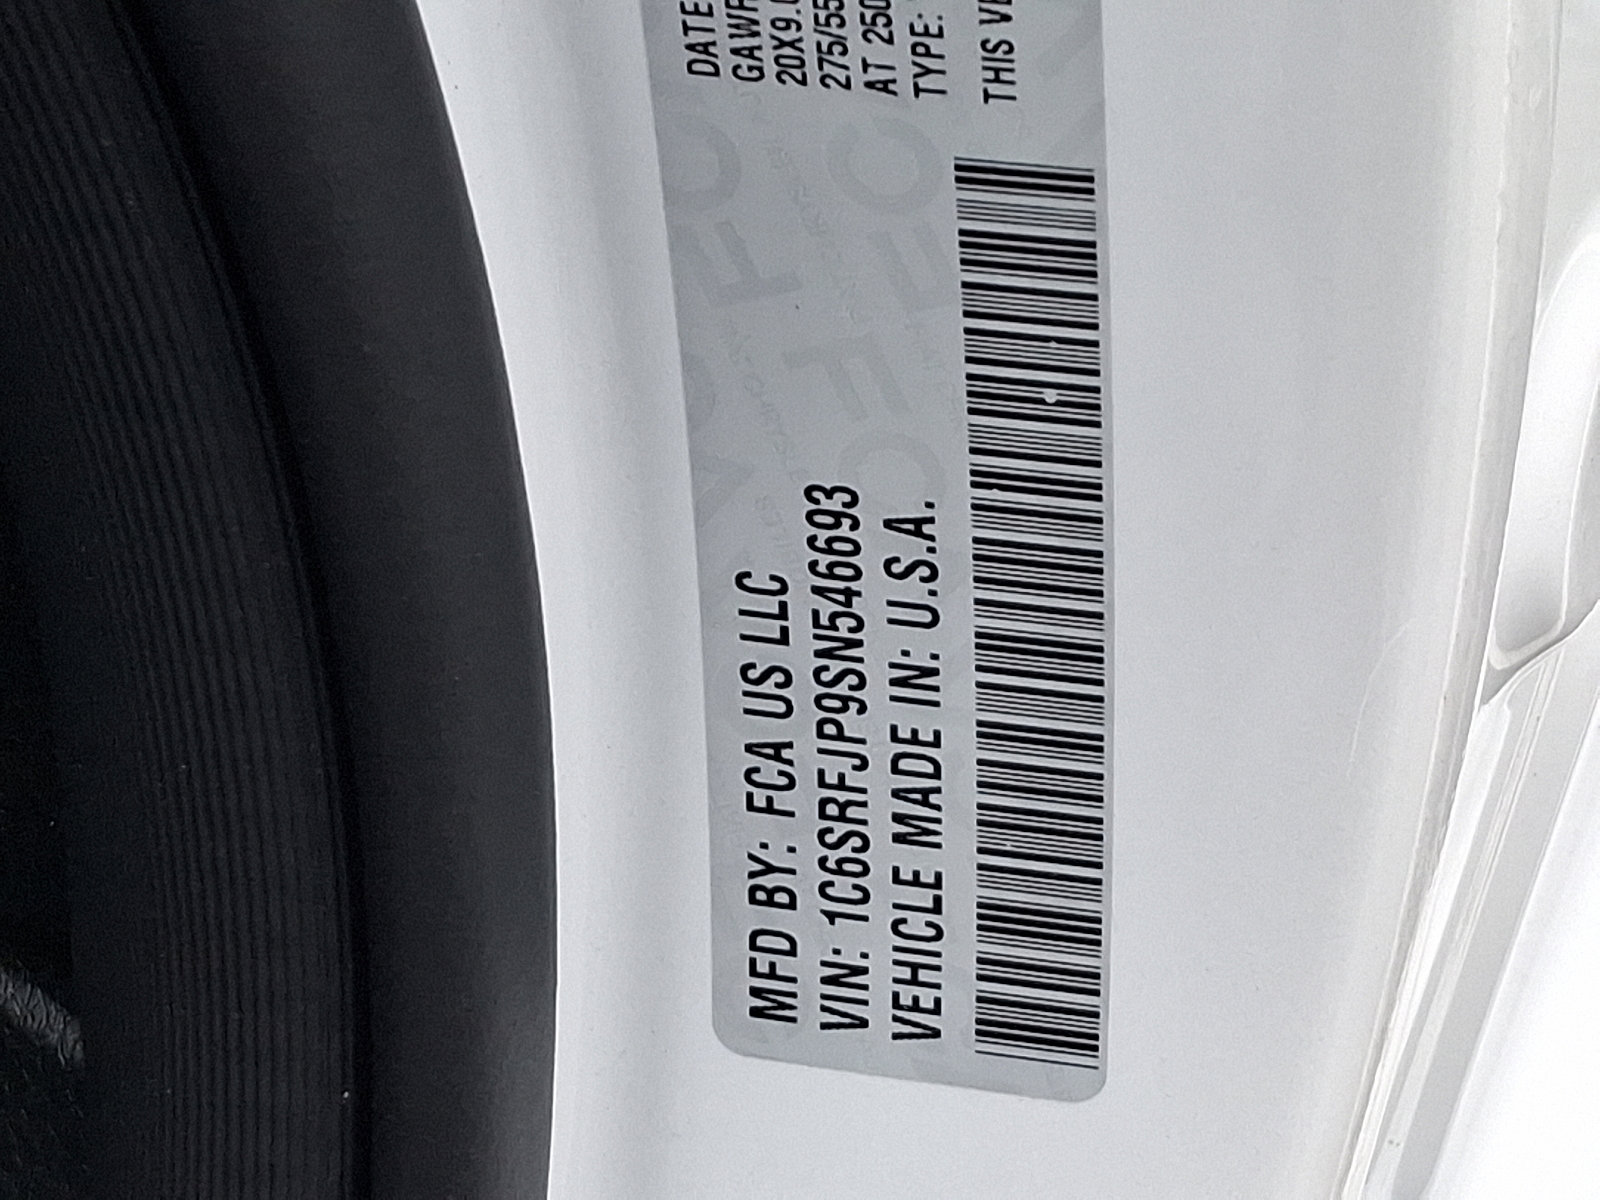 MFD BY: FCA US LLC
VIN: 1C6SRFJP9SN546693
VEHICLE MADE IN: U.S.A.
DATE
GAWR
20X9.0
275/55
AT 250
TYPE:
THIS VE